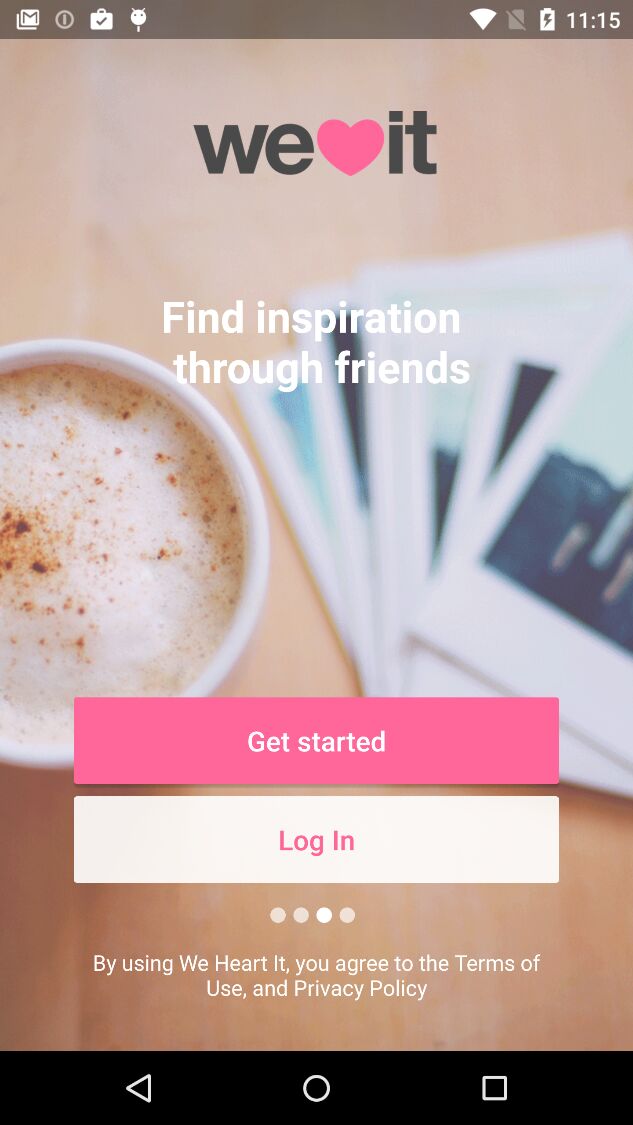 11:15
we it
Find inspiration
through friends
Get started
Log In
By using We Heart It, you agree to the Terms of
Use, and Privacy Policy